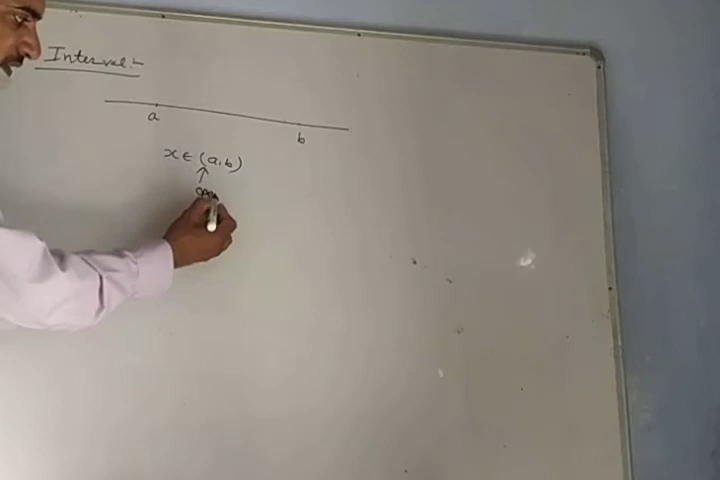 Interval:-
a
b
x ∈ (a, b)
open